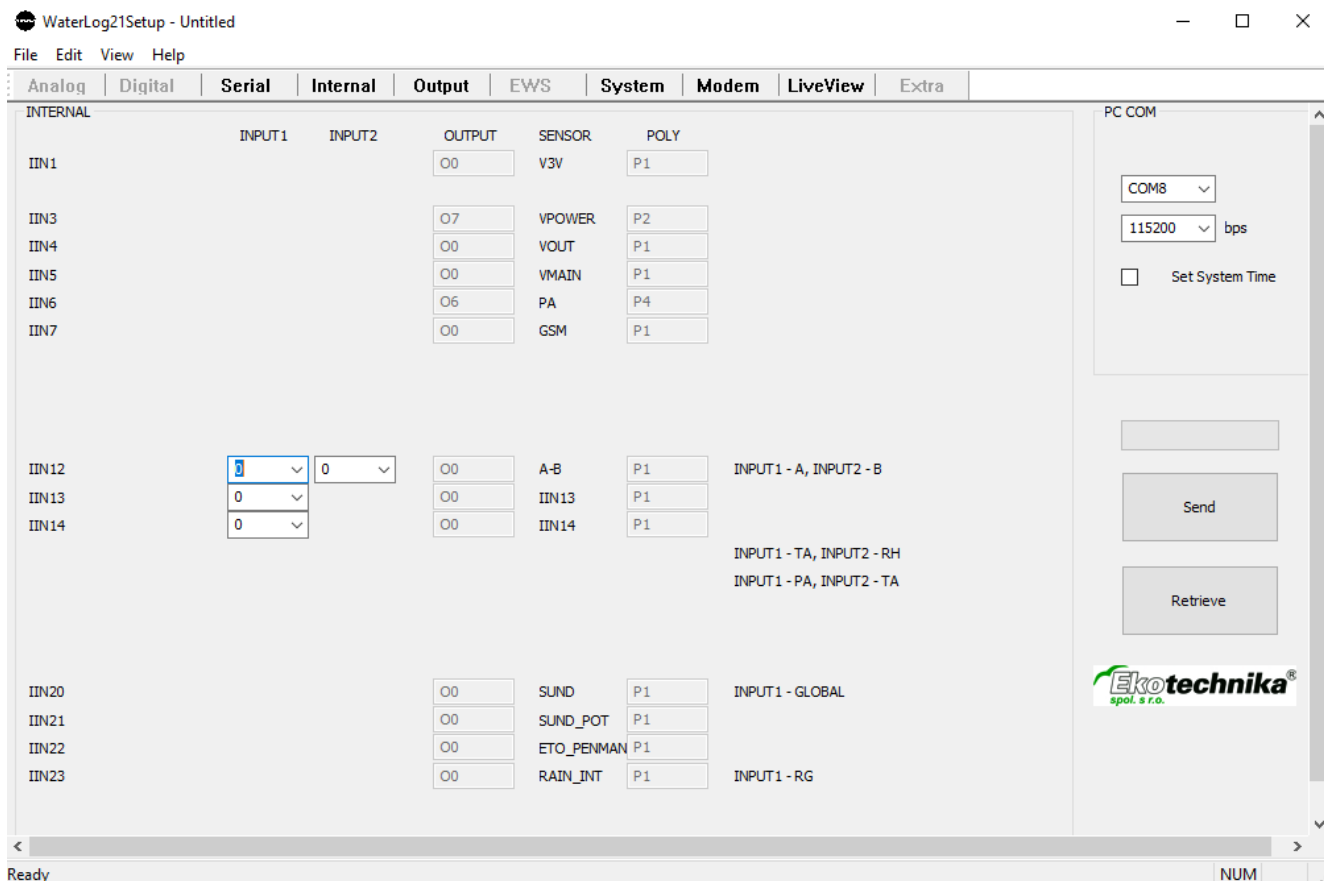 WaterLog21Setup - Untitled
File Edit View Help
Analog Digital Serial Internal Output EWS System Modem LiveView Extra
INTERNAL
INPUT1 INPUT2 OUTPUT SENSOR POLY
IIN1 O0 V3V P1
IIN3 O7 VPOWER P2
IIN4 O0 VOUT P1
IIN5 O0 VMAIN P1
IIN6 O6 PA P4
IIN7 O0 GSM P1
IIN12 0 0 O0 A-B P1 INPUT1 - A, INPUT2 - B
IIN13 0 O0 IIN13 P1
IIN14 0 O0 IIN14 P1
INPUT1 - TA, INPUT2 - RH
INPUT1 - PA, INPUT2 - TA
IIN20 O0 SUND P1 INPUT1 - GLOBAL
IIN21 O0 SUND_POT P1
IIN22 O0 ETO_PENMAN P1
IIN23 O0 RAIN_INT P1 INPUT1 - RG
PC COM
COM8
115200 bps
Set System Time
Send
Retrieve
Ekotechnika®
spol. s r.o.
Ready NUM